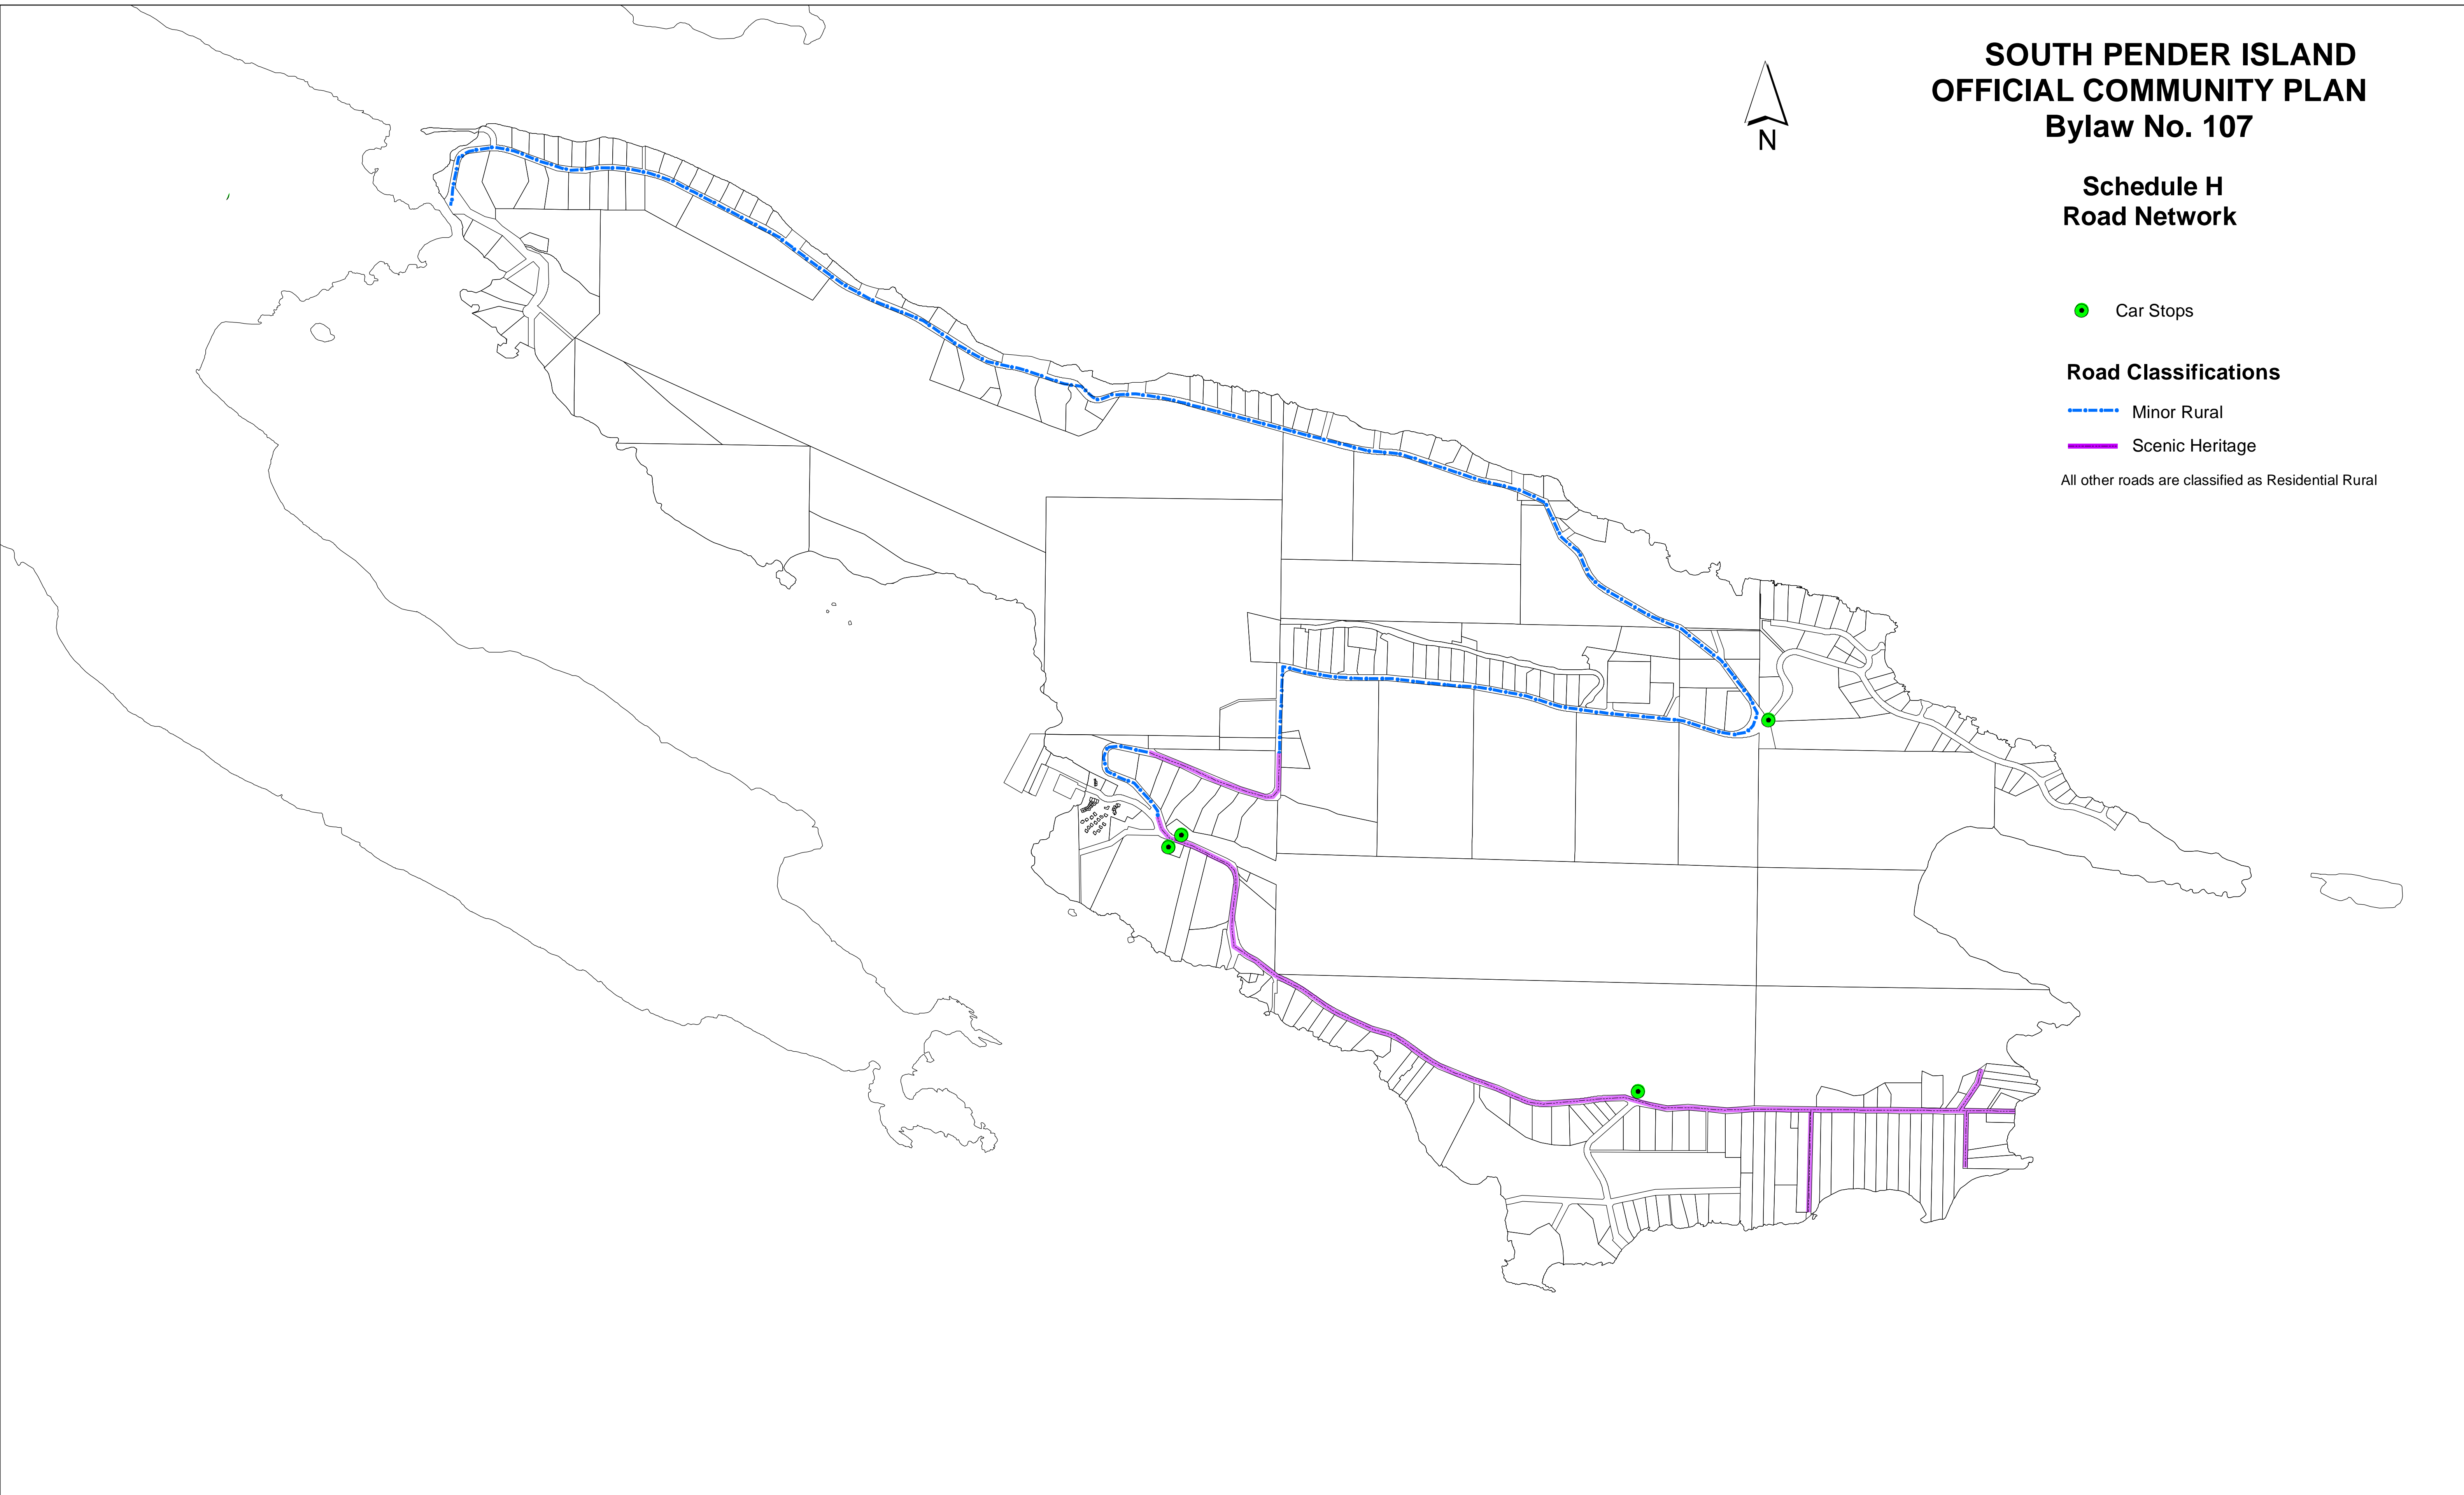 SOUTH PENDER ISLAND
OFFICIAL COMMUNITY PLAN
Bylaw No. 107
Schedule H
Road Network
N
Car Stops
Road Classifications
Minor Rural
Scenic Heritage
All other roads are classified as Residential Rural